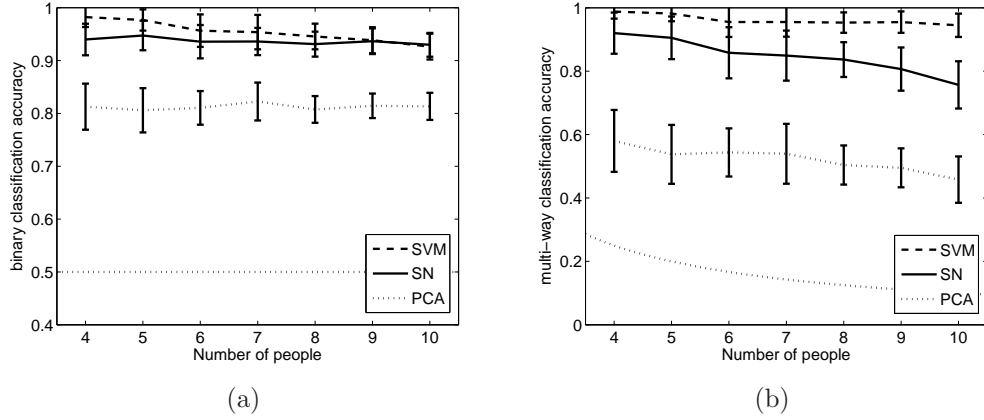 binary classification accuracy
1
0.9
0.8
0.7
0.6
0.5
0.4
4 5 6 7 8 9 10
Number of people
SVM
SN
PCA
(a)
multi−way classification accuracy
1
0.8
0.6
0.4
0.2
0
4 5 6 7 8 9 10
Number of people
SVM
SN
PCA
(b)